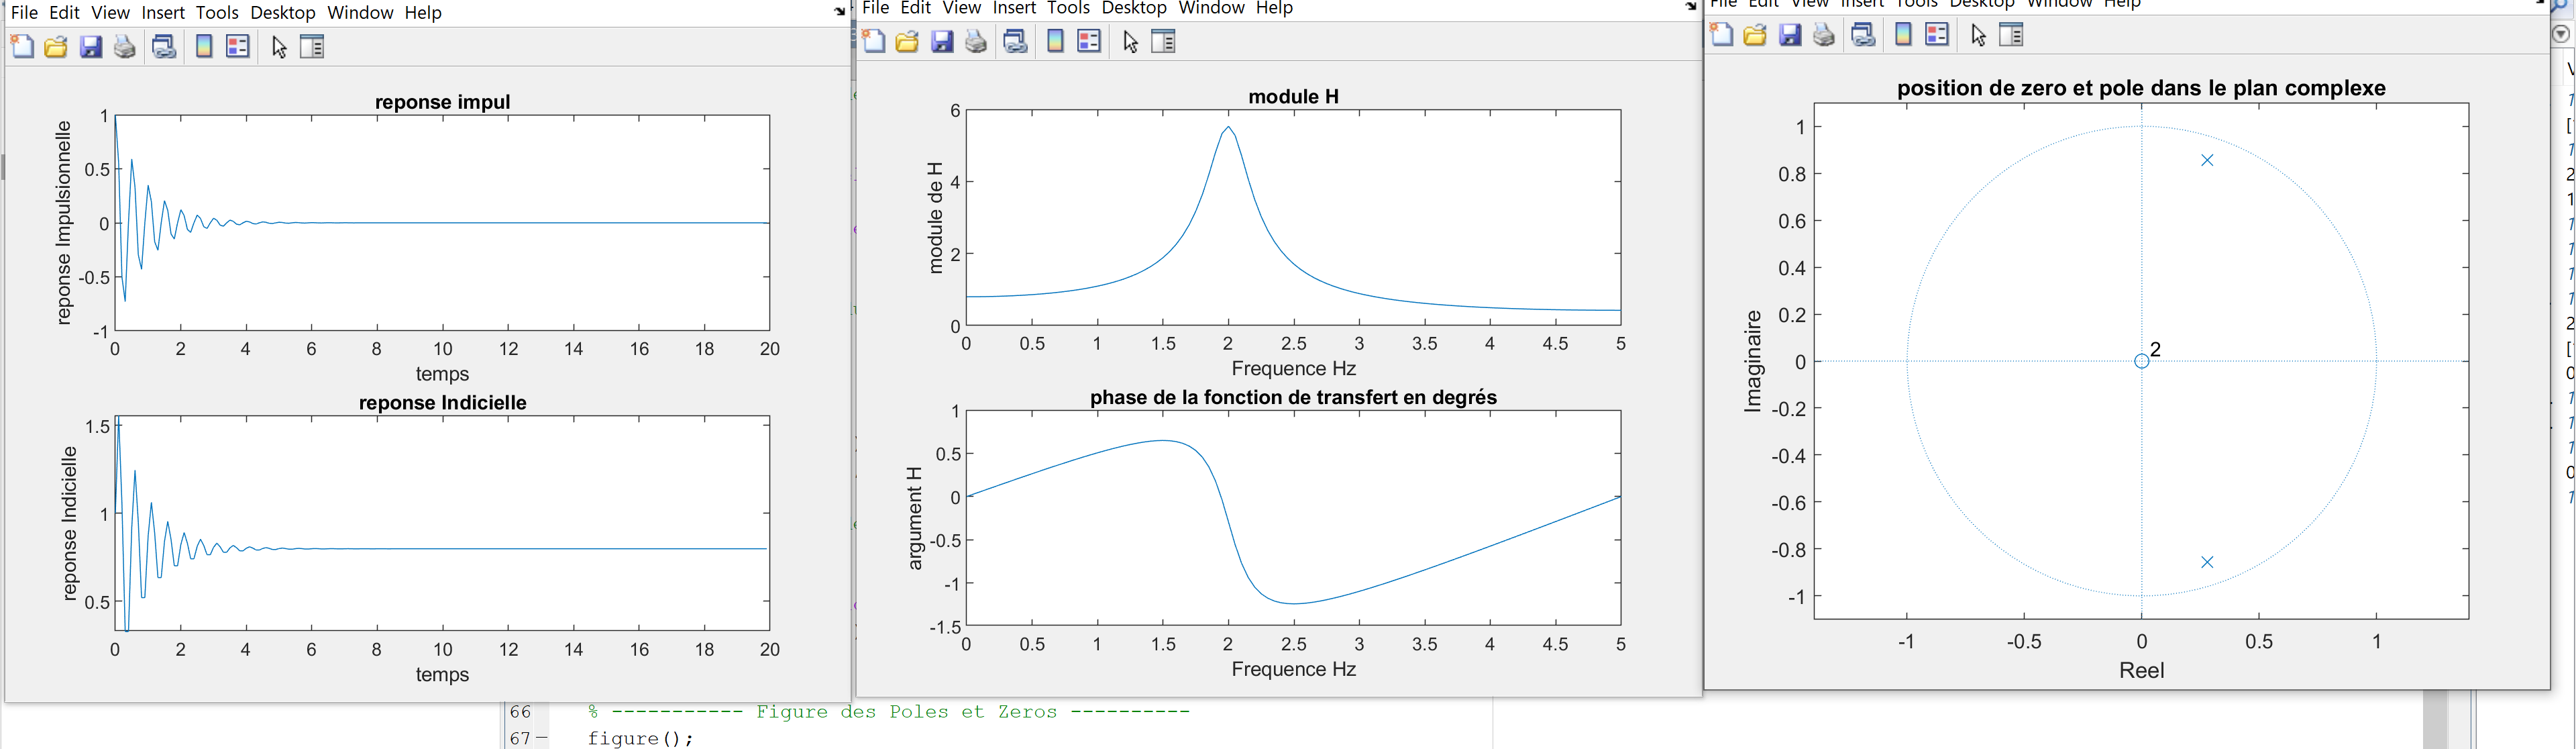 File Edit View Insert Tools Desktop Window Help
reponse impul
reponse Impulsionnelle
1
0.5
0
-0.5
-1
0 2 4 6 8 10 12 14 16 18 20
temps
reponse Indicielle
reponse Indicielle
1.5
1
0.5
0 2 4 6 8 10 12 14 16 18 20
temps
File Edit View Insert Tools Desktop Window Help
module H
module de H
6
4
2
0
0 0.5 1 1.5 2 2.5 3 3.5 4 4.5 5
Frequence Hz
phase de la fonction de transfert en degrés
argument H
1
0.5
0
-0.5
-1
-1.5
0 0.5 1 1.5 2 2.5 3 3.5 4 4.5 5
Frequence Hz
File Edit View Insert Tools Desktop Window Help
position de zero et pole dans le plan complexe
Imaginaire
1
0.8
0.6
0.4
0.2
0
-0.2
-0.4
-0.6
-0.8
-1
2
-1 -0.5 0 0.5 1
Reel
66 % ----------- Figure des Poles et Zeros ----------
67 figure();